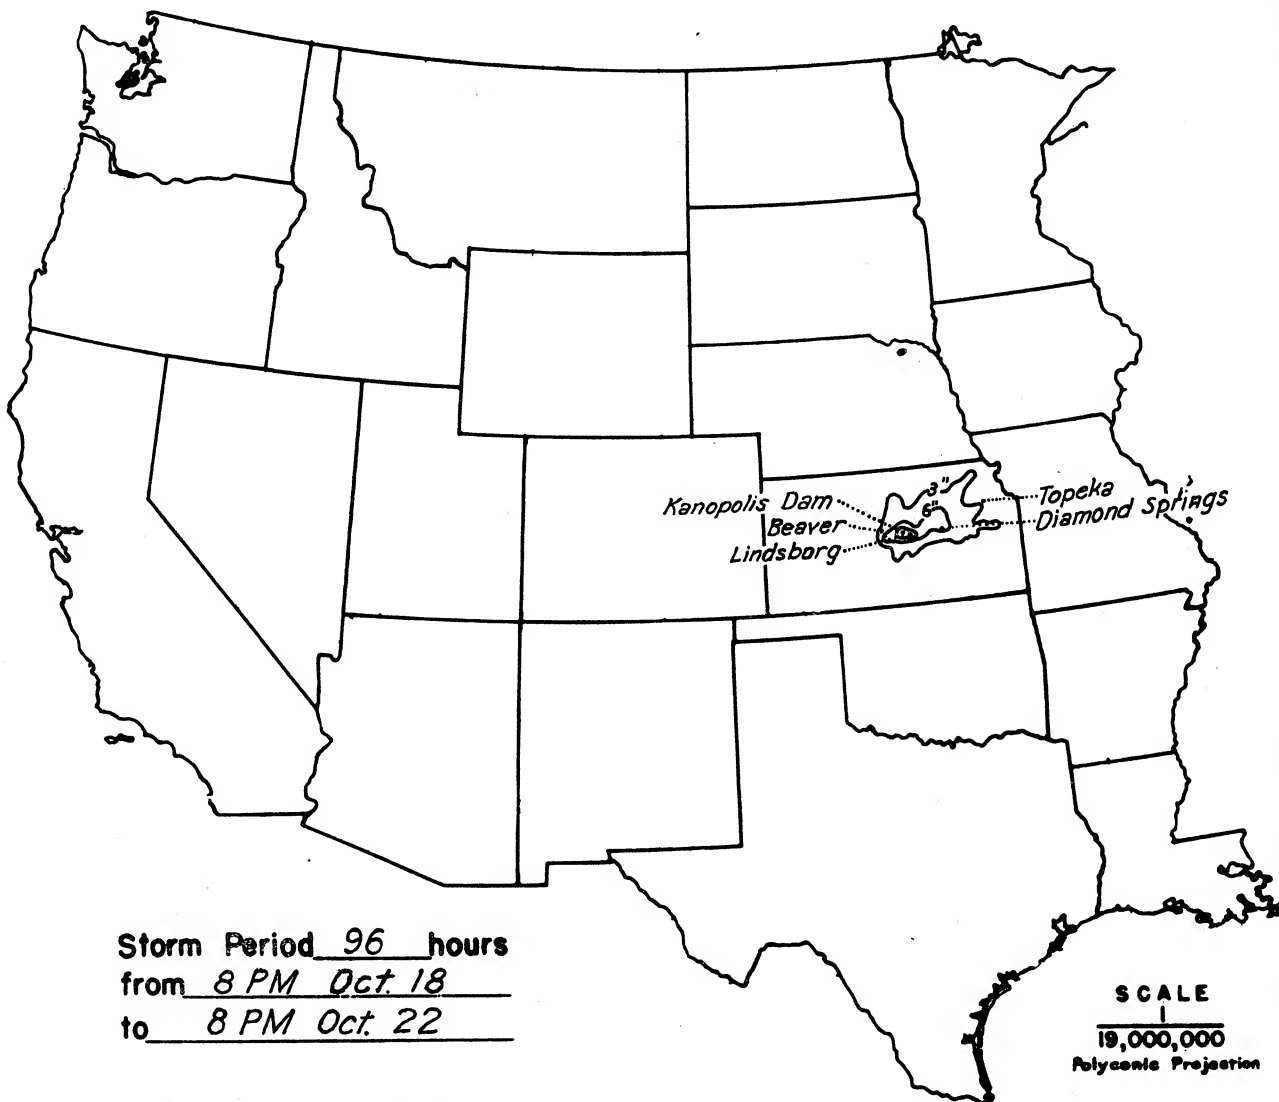 3"
6"
Kanopolis Dam
Beaver
Lindsborg
Topeka
Diamond Springs
Storm Period 96 hours
from 8 PM Oct. 18
to 8 PM Oct. 22
SCALE
1
19,000,000
Polyconic Projection